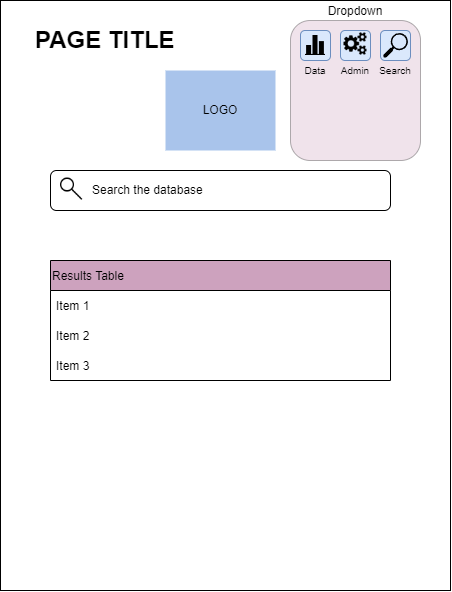 Dropdown
PAGE TITLE
Data
Admin
Search
LOGO
Search the database
Results Table
Item 1
Item 2
Item 3